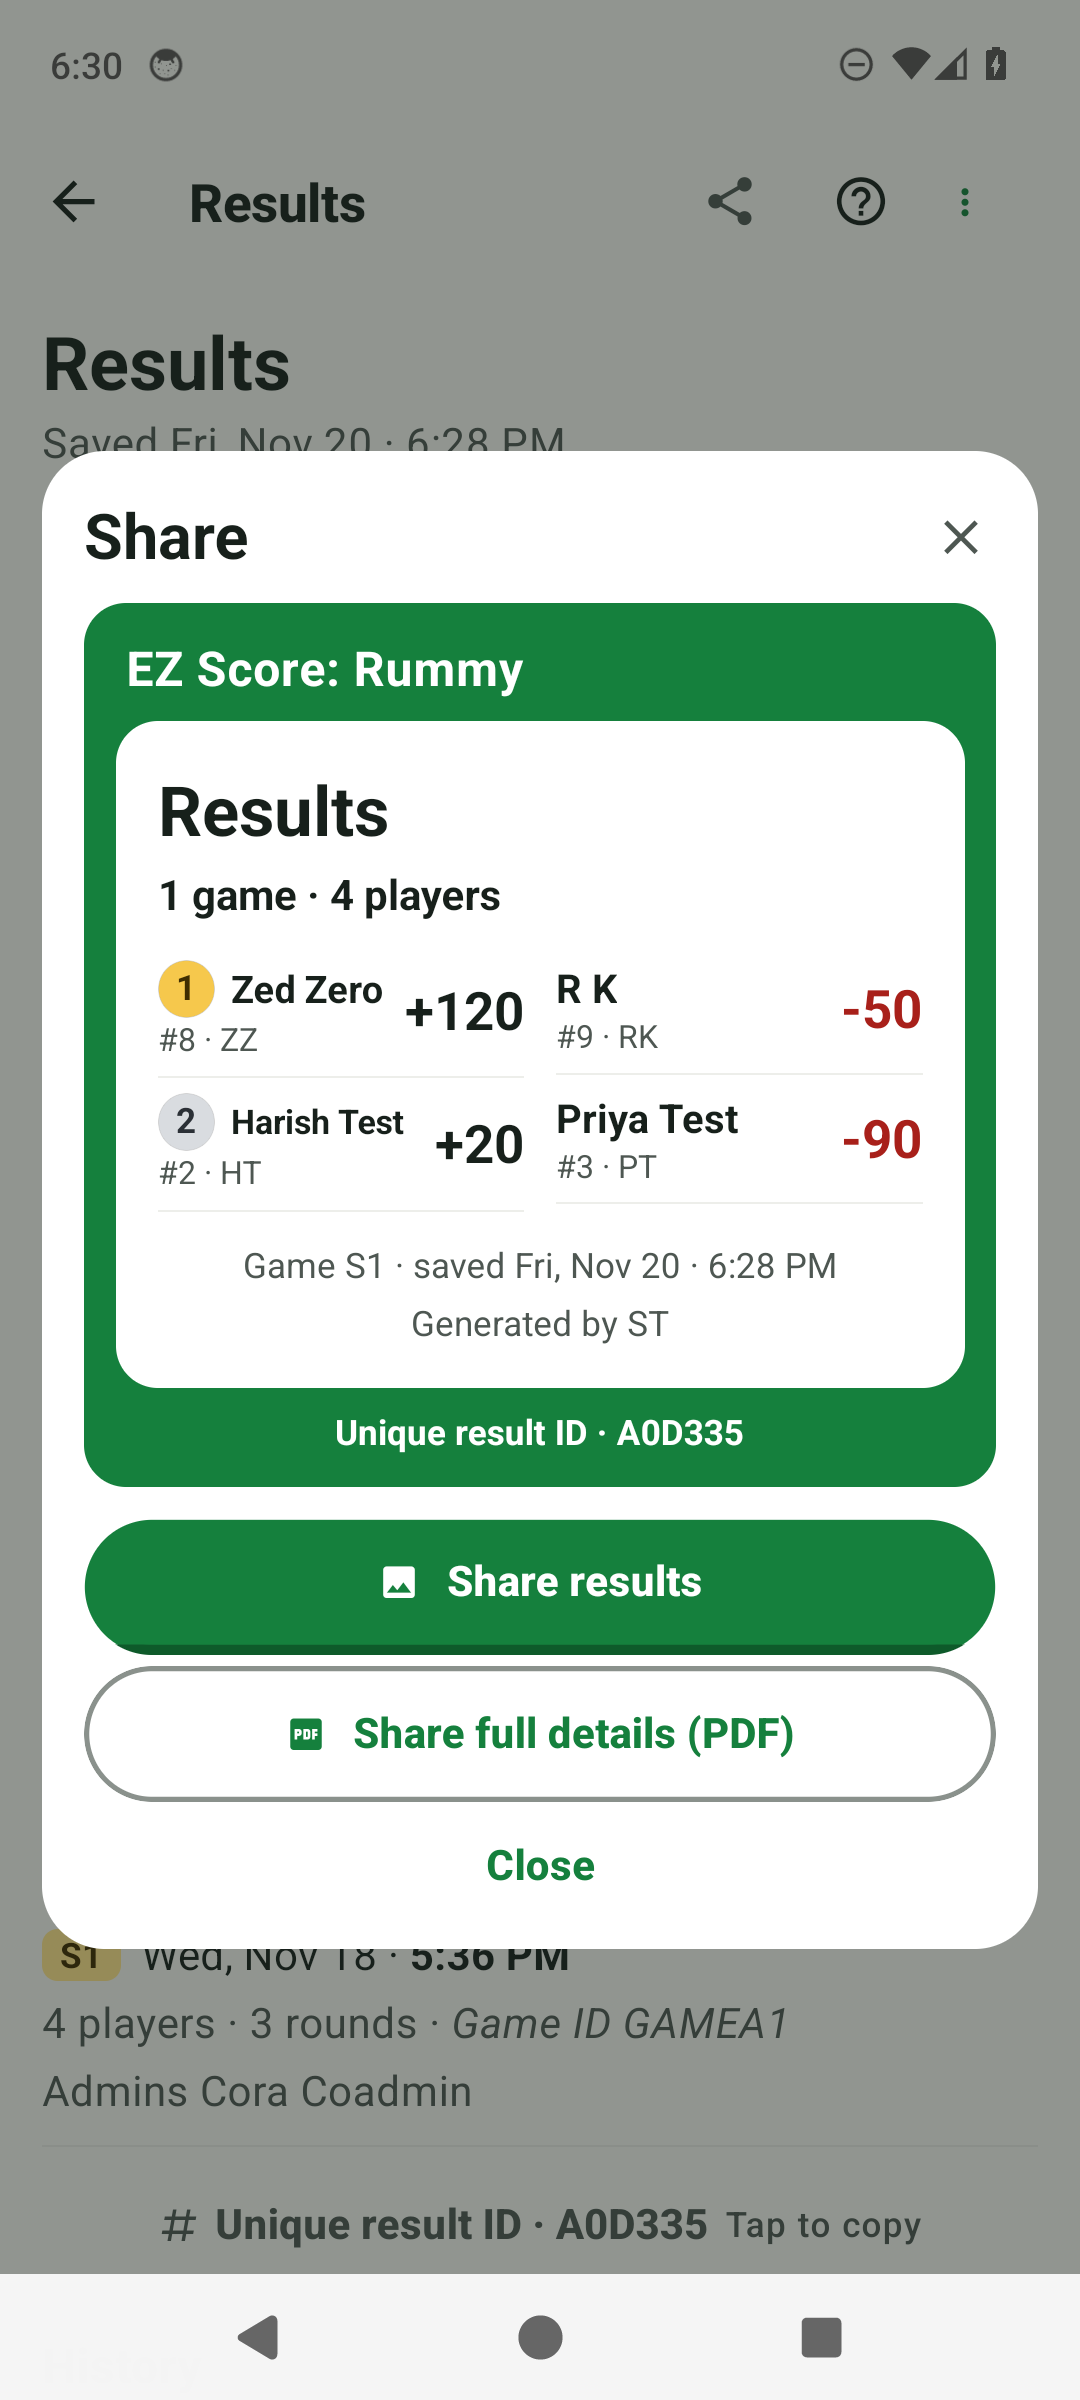 6:30
Results
Results
Saved Fri, Nov 20 · 6:28 PM
Share
EZ Score: Rummy
Results
1 game · 4 players
1 Zed Zero +120
#8 · ZZ
R K -50
#9 · RK
2 Harish Test +20
#2 · HT
Priya Test -90
#3 · PT
Game S1 · saved Fri, Nov 20 · 6:28 PM
Generated by ST
Unique result ID · A0D335
Share results
PDF Share full details (PDF)
Close
S1 Wed, Nov 18 · 5:36 PM
4 players · 3 rounds · Game ID GAMEA1
Admins Cora Coadmin
# Unique result ID · A0D335 Tap to copy
History